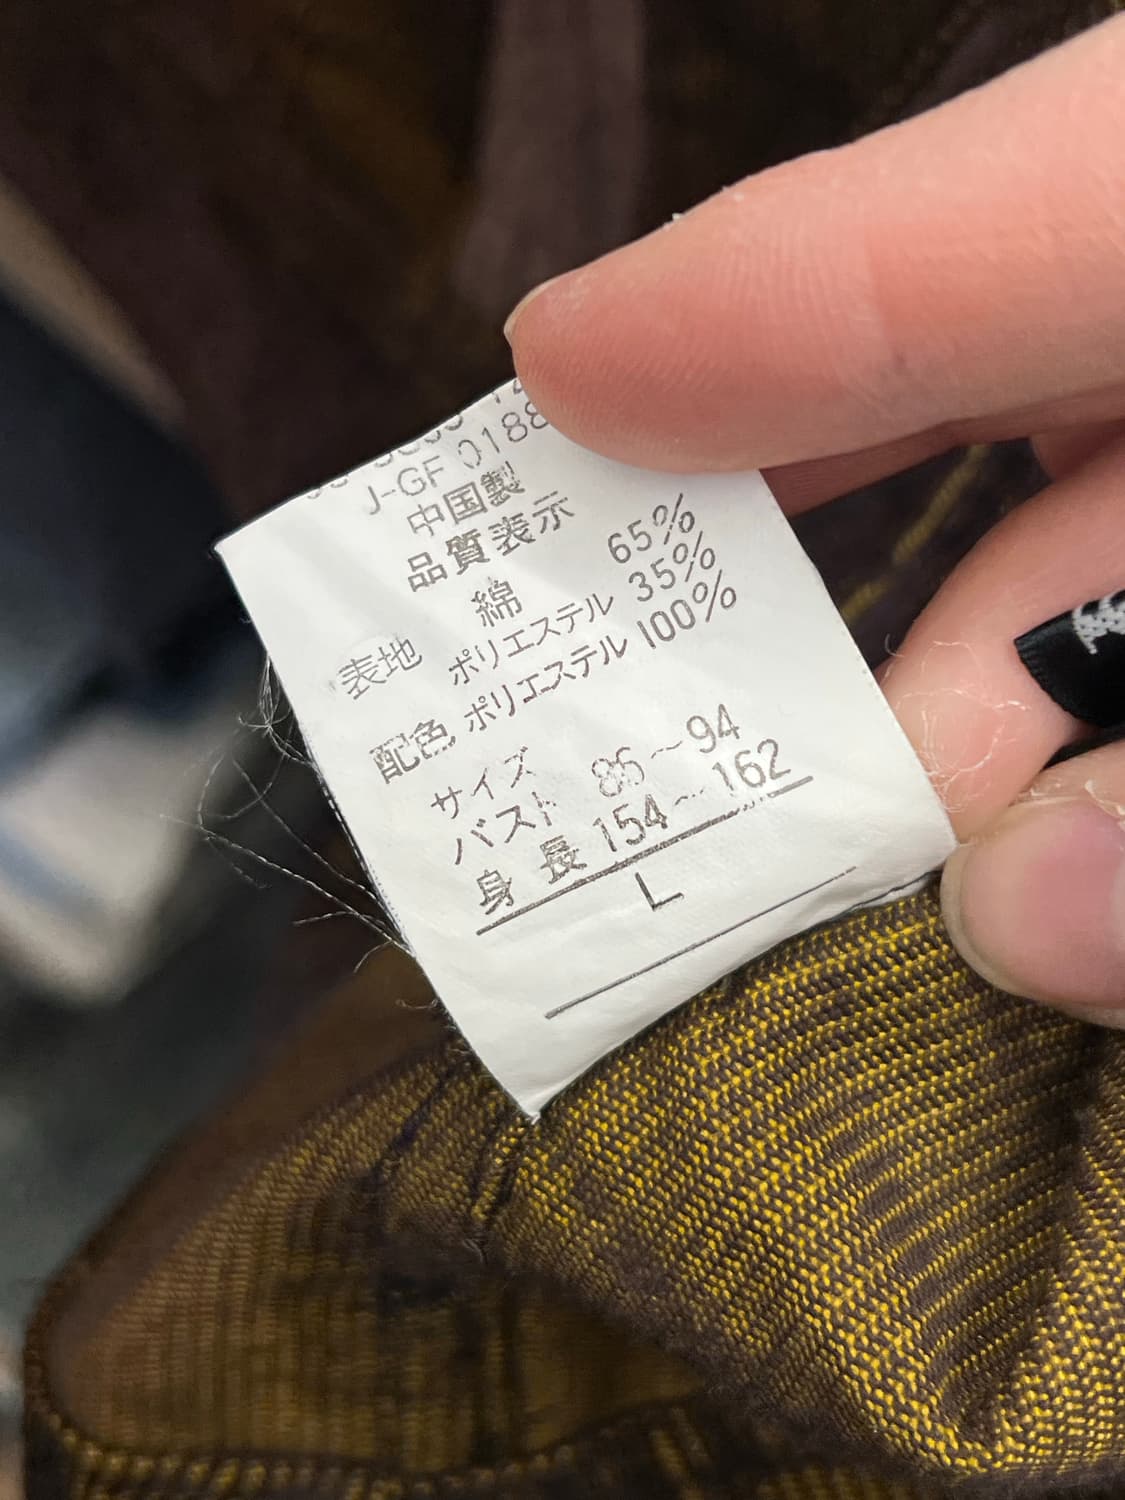 J-GF 0188
中国製
品質表示
綿 65%
表地 ポリエステル 35%
配色 ポリエステル 100%
サイズ
バスト 86～94
身長 154～162
L